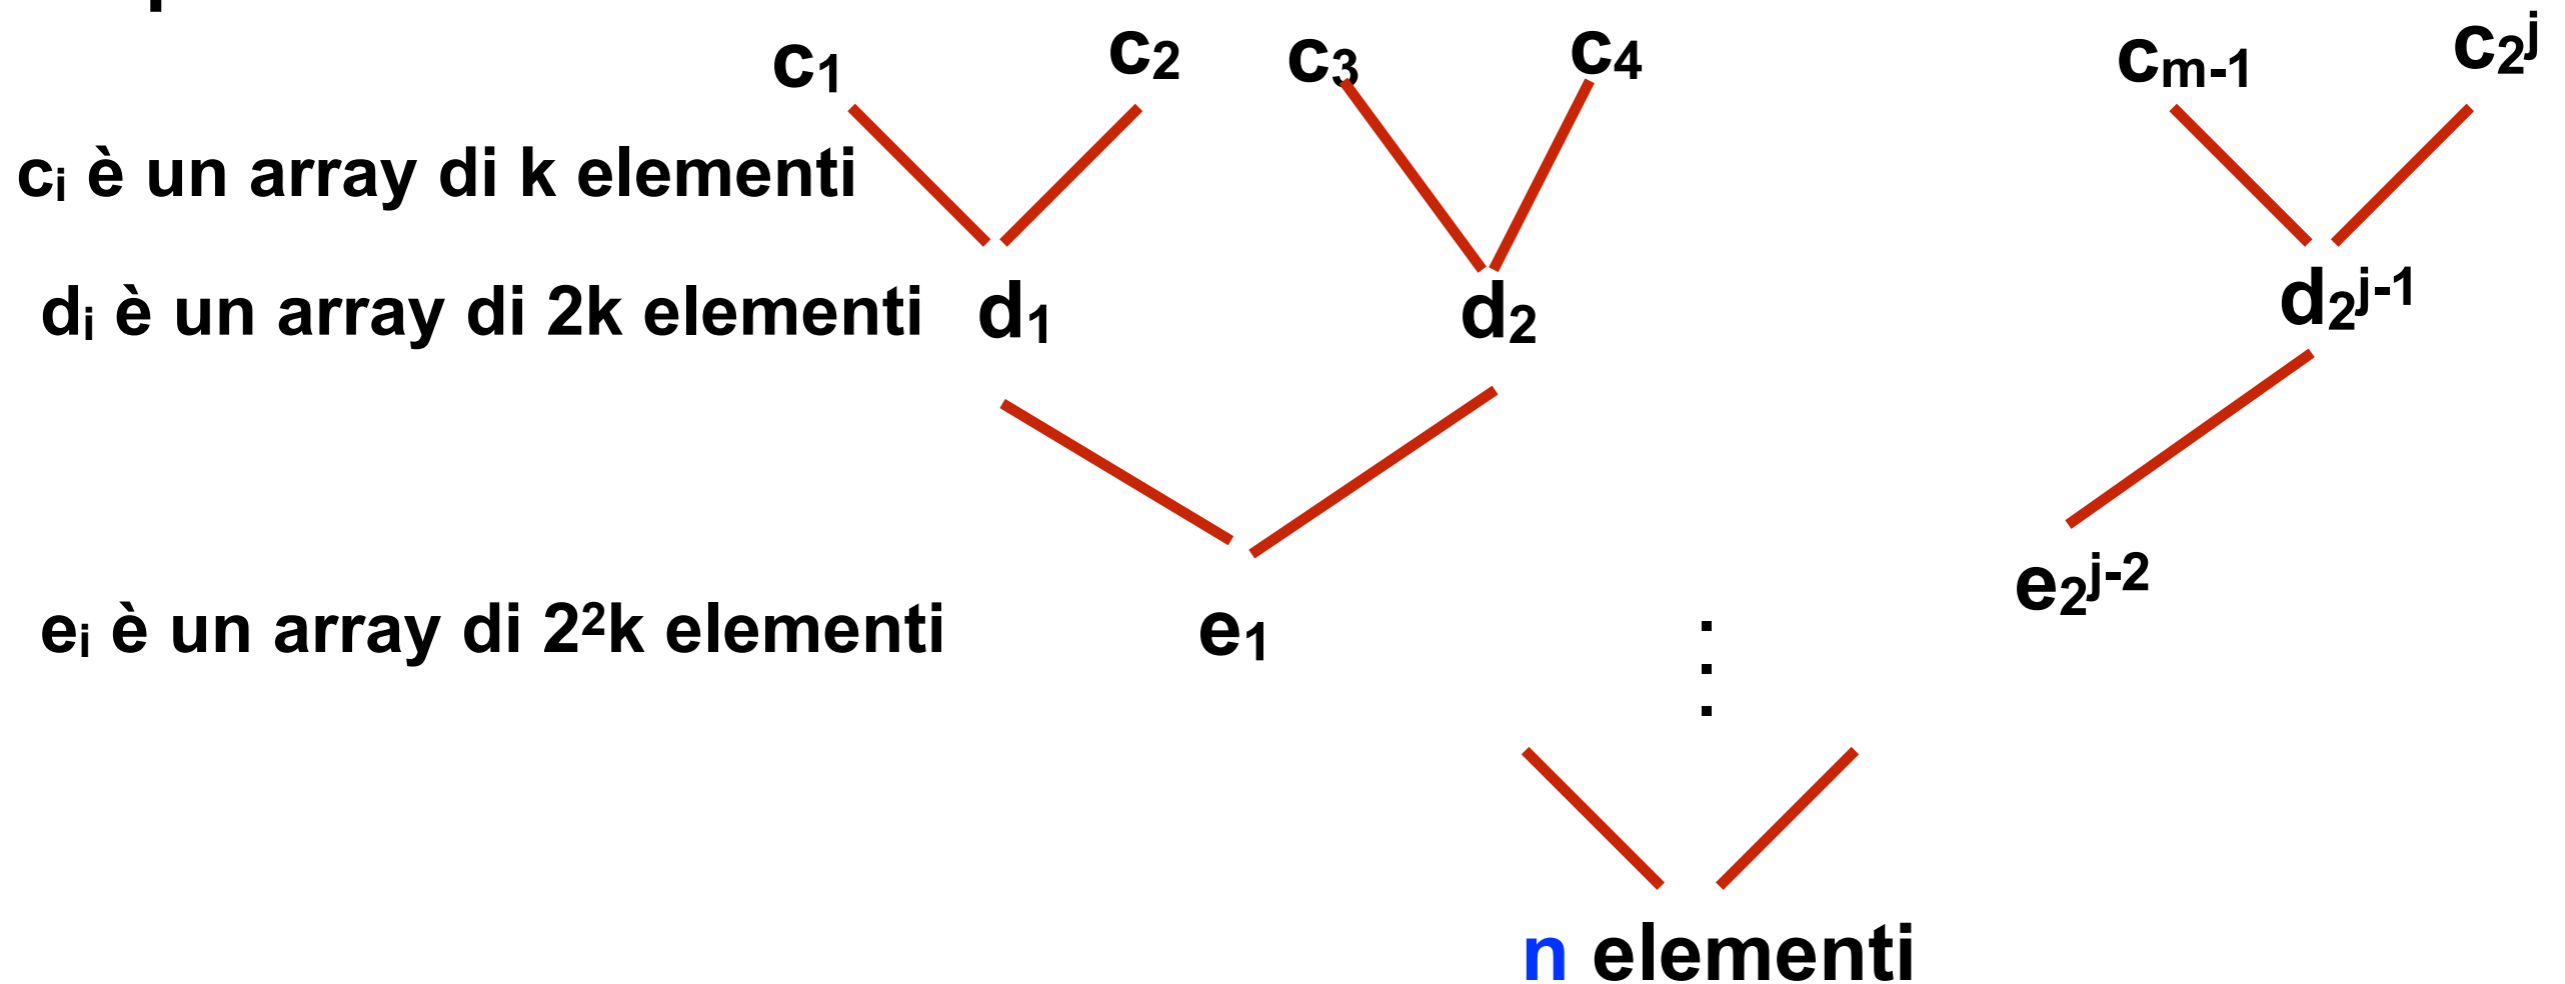 c₁ c₂ c₃ c₄ cₘ₋₁ c₂ʲ
cᵢ è un array di k elementi
dᵢ è un array di 2k elementi d₁ d₂ d₂ʲ⁻¹
eᵢ è un array di 2²k elementi e₁ e₂ʲ⁻²
⋮
n elementi